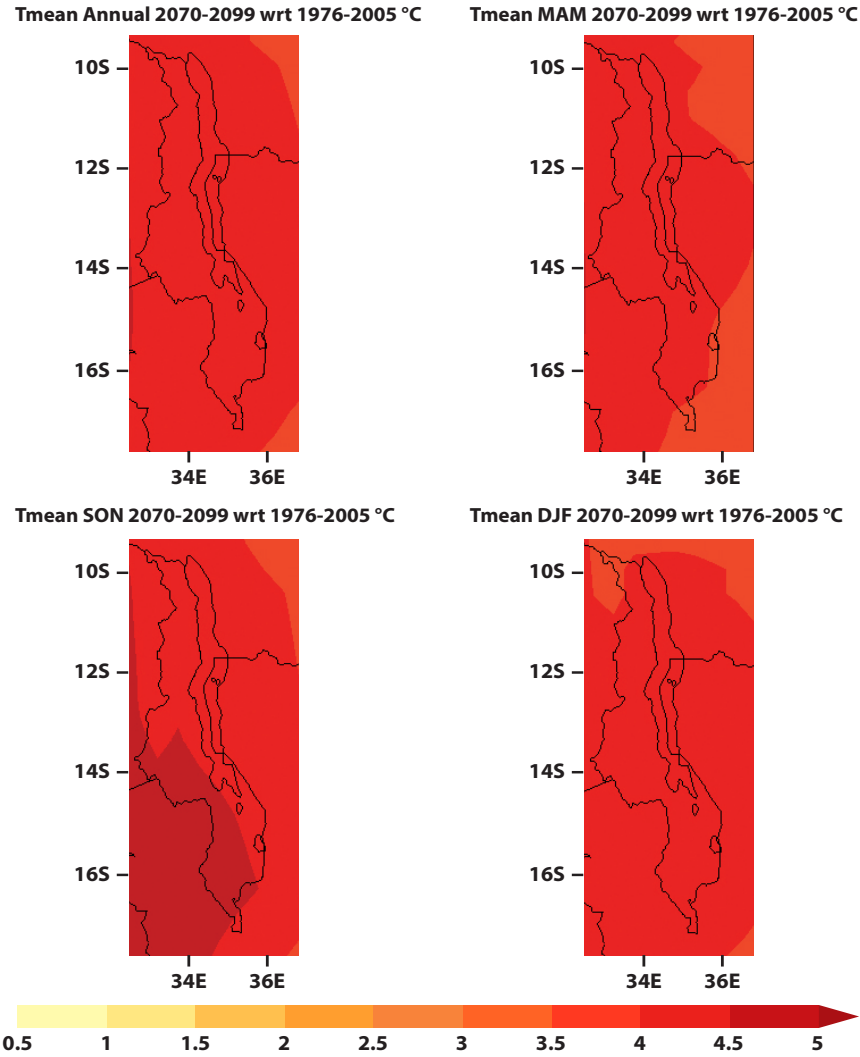 Tmean Annual 2070-2099 wrt 1976-2005 °C
10S
12S
14S
16S
34E 36E
Tmean MAM 2070-2099 wrt 1976-2005 °C
10S
12S
14S
16S
34E 36E
Tmean SON 2070-2099 wrt 1976-2005 °C
10S
12S
14S
16S
34E 36E
Tmean DJF 2070-2099 wrt 1976-2005 °C
10S
12S
14S
16S
34E 36E
0.5 1 1.5 2 2.5 3 3.5 4 4.5 5